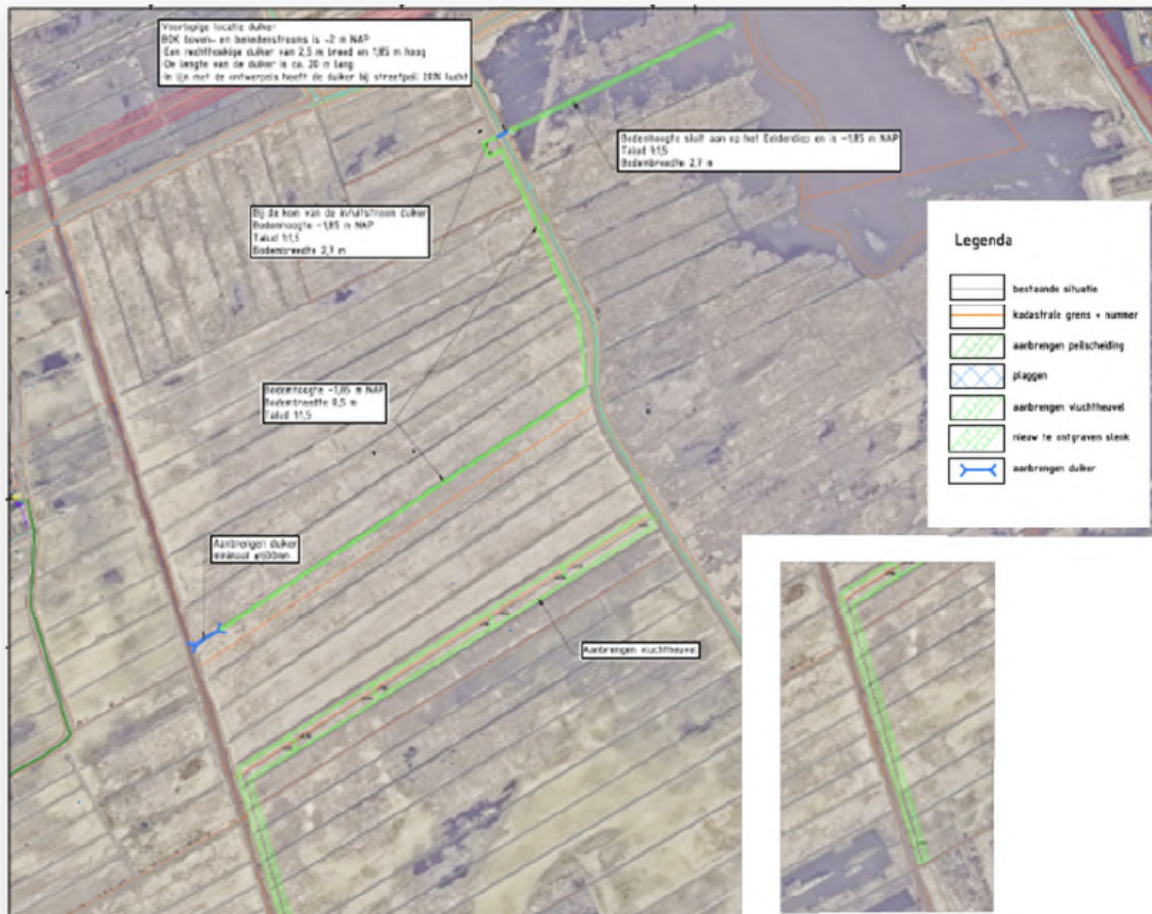 Voorlopige locatie duiker
BOK boven- en benedenstrooms is -2 m NAP
Een rechthoekige duiker van 2,5 m breed en 1,85 m hoog
De lengte van de duiker is ca. 20 m lang
In lijn met de ontwerpeis heeft de duiker bij streefpeil 20% lucht
Bodemhoogte sluit aan op het Eelderdiep en is -1,85 m NAP
Talud 1:1,5
Bodembreedte 2,7 m
Bij de kom van de in/uitstroom duiker
Bodemhoogte -1,85 m NAP
Talud 1:1,5
Bodembreedte 2,7 m
Legenda
bestaande situatie
kadastrale grens + nummer
aanbrengen peilscheiding
plaggen
aanbrengen vluchtheuvel
nieuw te ontgraven slenk
aanbrengen duiker
Bodemhoogte -1,85 m NAP
Bodembreedte 0,5 m
Talud 1:1,5
Aanbrengen duiker
minimaal
Aanbrengen vluchtheuvel